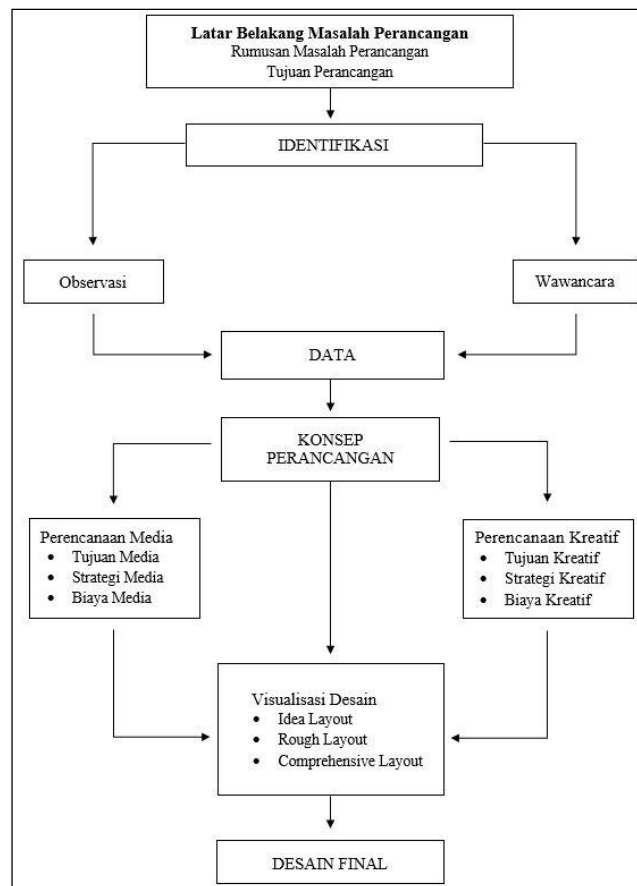 Latar Belakang Masalah Perancangan
Rumusan Masalah Perancangan
Tujuan Perancangan
IDENTIFIKASI
Observasi
Wawancara
DATA
KONSEP
PERANCANGAN
Perencanaan Media
• Tujuan Media
• Strategi Media
• Biaya Media
Perencanaan Kreatif
• Tujuan Kreatif
• Strategi Kreatif
• Biaya Kreatif
Visualisasi Desain
• Idea Layout
• Rough Layout
• Comprehensive Layout
DESAIN FINAL